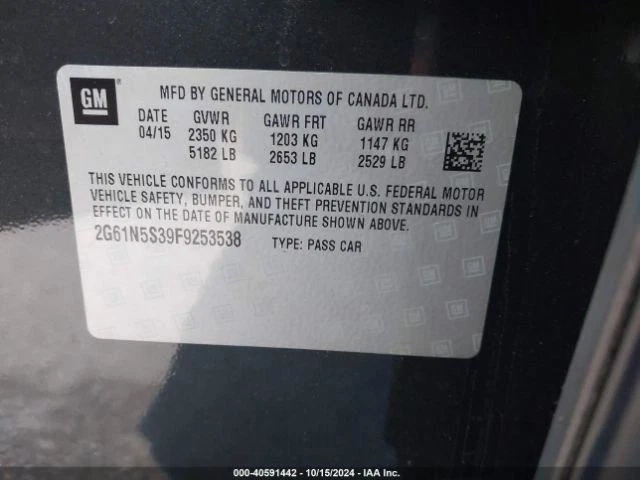 GM
MFD BY GENERAL MOTORS OF CANADA LTD.
DATE GVWR GAWR FRT GAWR RR
04/15 2350 KG 1203 KG 1147 KG
5182 LB 2653 LB 2529 LB
THIS VEHICLE CONFORMS TO ALL APPLICABLE U.S. FEDERAL MOTOR
VEHICLE SAFETY, BUMPER, AND THEFT PREVENTION STANDARDS IN
EFFECT ON THE DATE OF MANUFACTURE SHOWN ABOVE.
2G61N5S39F9253538 TYPE: PASS CAR
00-40591442 - 10/15/2024 - IAA Inc.